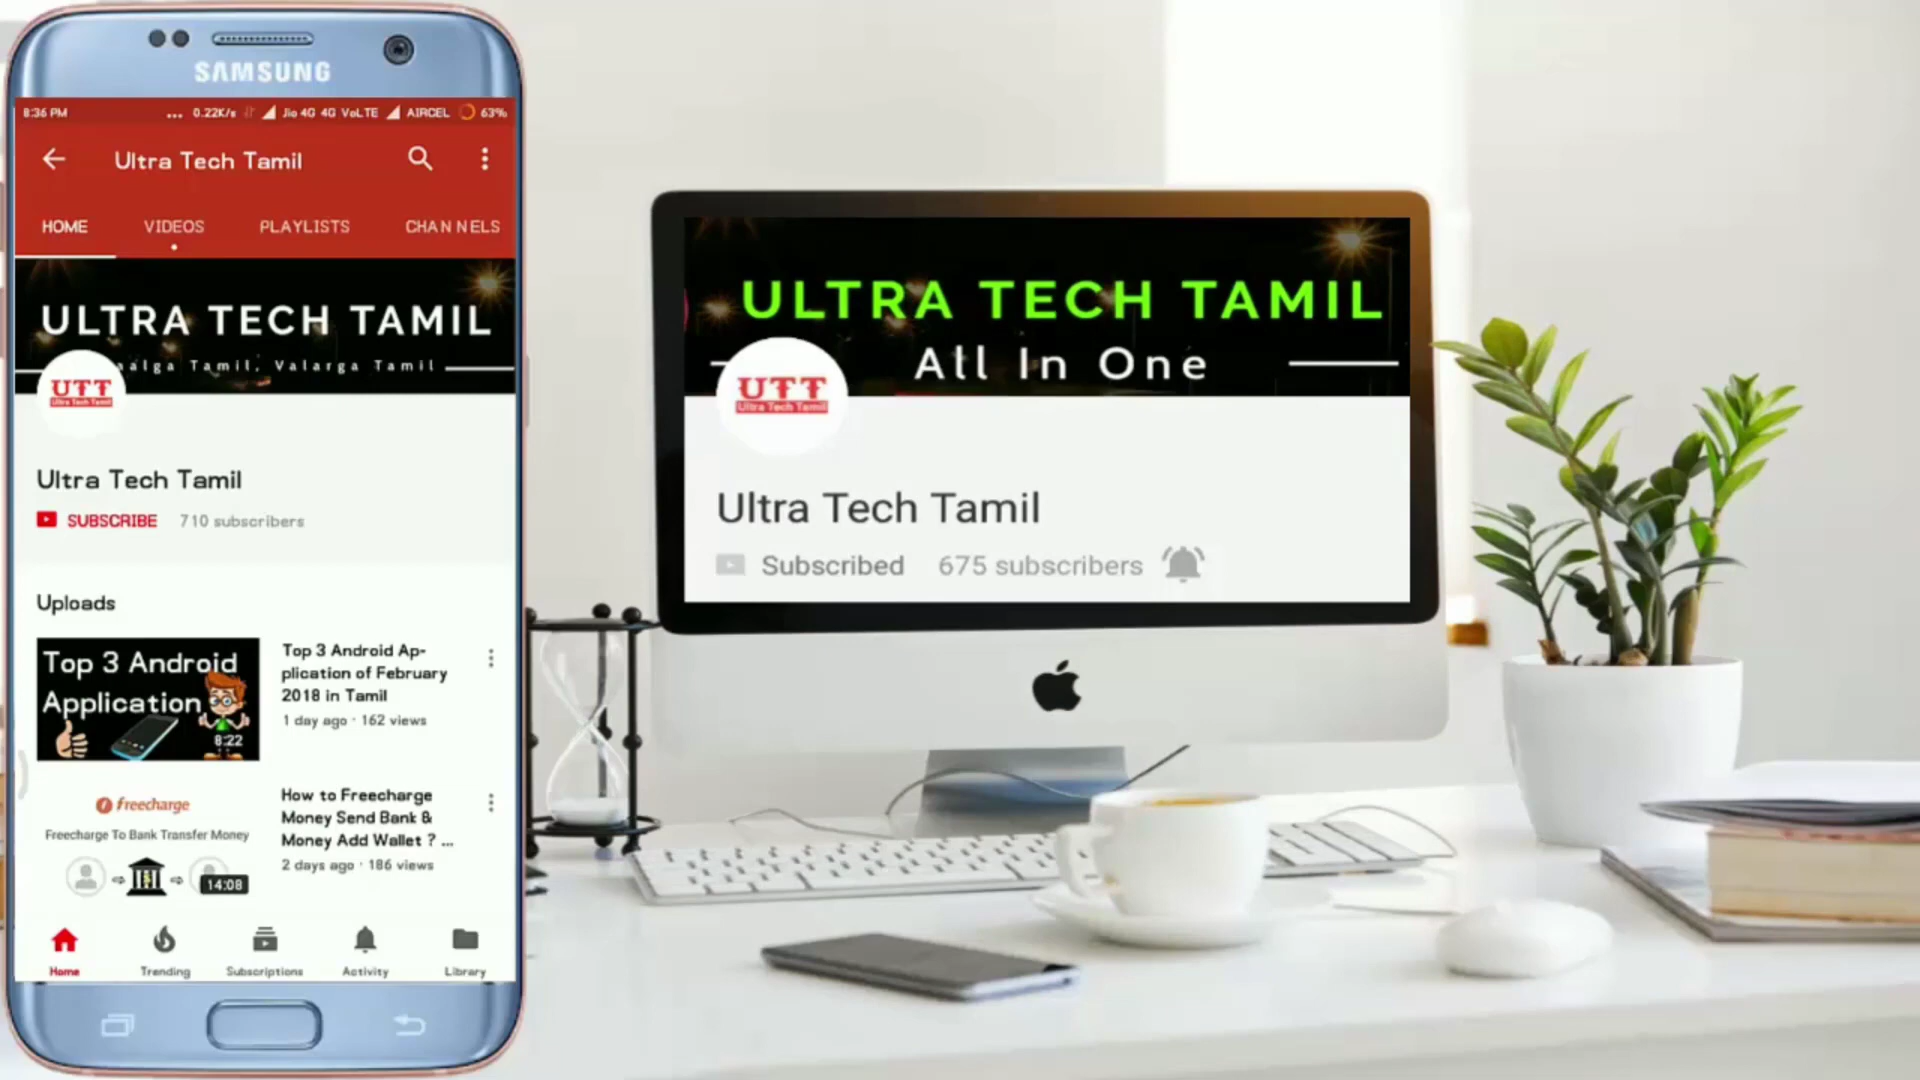 SAMSUNG
8:36 PM ... 0.22K/s Jio 4G 4G VoLTE AIRCEL 63%
Ultra Tech Tamil
HOME VIDEOS PLAYLISTS CHANNELS
ULTRA TECH TAMIL
Tamil, Valarga Tamil
UTT
Ultra Tech Tamil
Ultra Tech Tamil
SUBSCRIBE 710 subscribers
Uploads
Top 3 Android
Application
8:22
Top 3 Android Ap-
plication of February
2018 in Tamil
1 day ago · 162 views
freecharge
Freecharge To Bank Transfer Money
14:08
How to Freecharge
Money Send Bank &
Money Add Wallet ? ...
2 days ago · 186 views
Home Trending Subscriptions Activity Library
ULTRA TECH TAMIL
All In One
UTT
Ultra Tech Tamil
Ultra Tech Tamil
Subscribed 675 subscribers